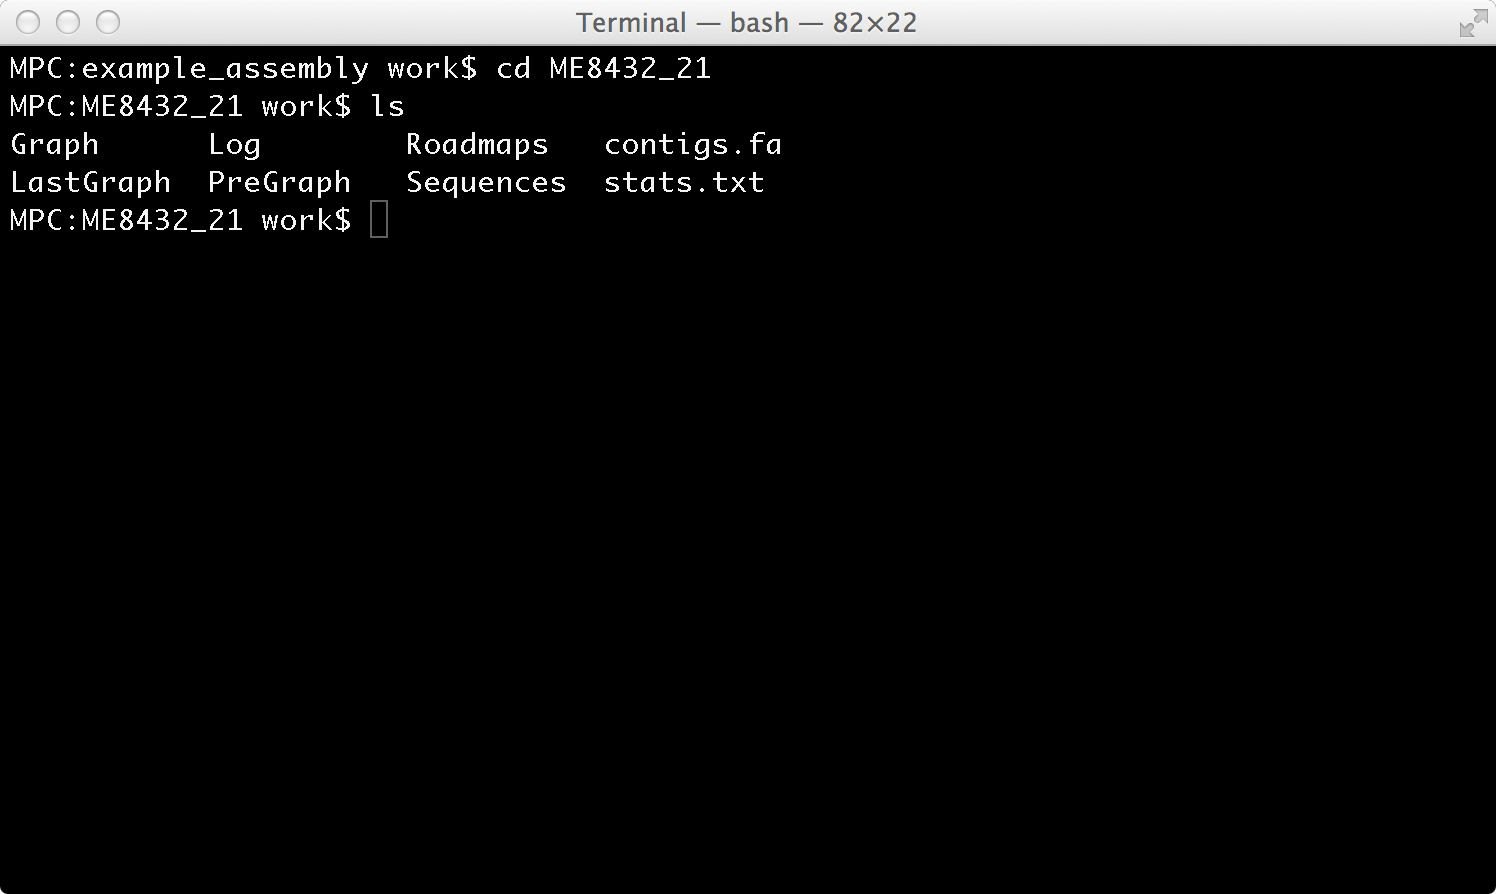 Terminal — bash — 82×22
MPC:example_assembly work$ cd ME8432_21
MPC:ME8432_21 work$ ls
Graph      Log        Roadmaps   contigs.fa
LastGraph  PreGraph   Sequences  stats.txt
MPC:ME8432_21 work$